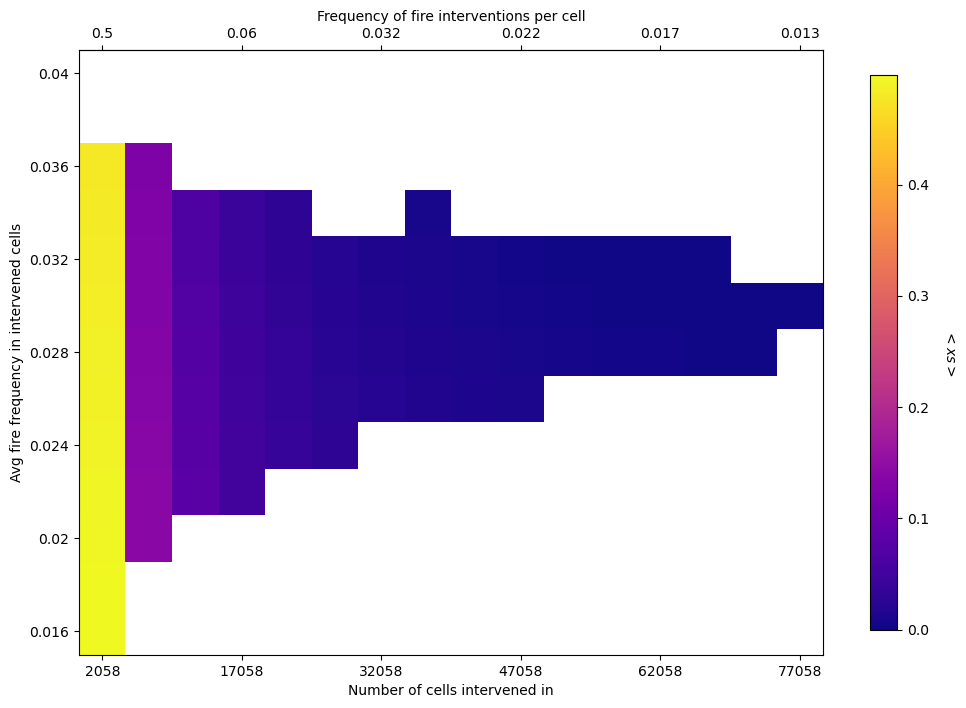 Frequency of fire interventions per cell
0.5 0.06 0.032 0.022 0.017 0.013
0.04
0.036
0.032
0.028
0.024
0.02
0.016
Avg fire frequency in intervened cells
2058 17058 32058 47058 62058 77058
Number of cells intervened in
0.4
0.3
0.2
0.1
0.0
< sx >